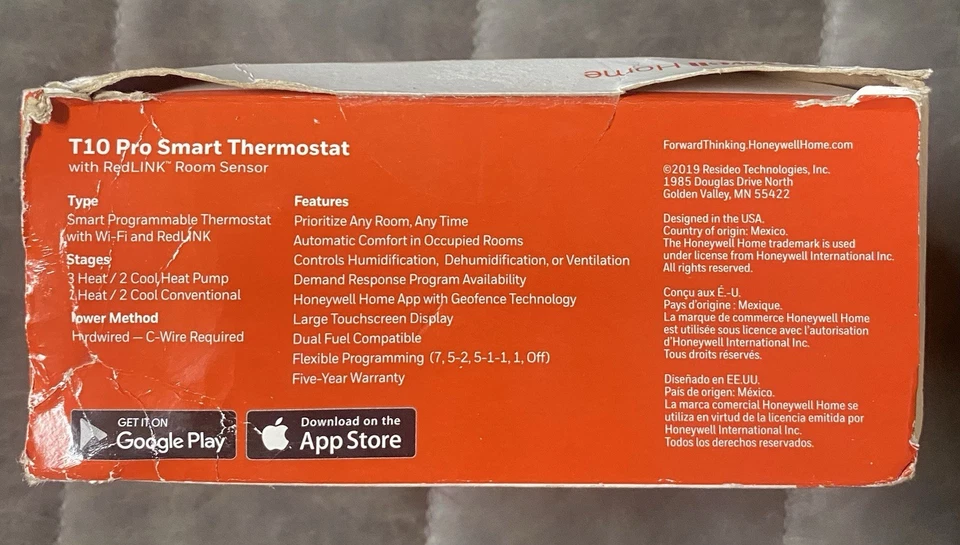 Home
T10 Pro Smart Thermostat
with RedLINK™ Room Sensor
Type
Smart Programmable Thermostat
with Wi-Fi and RedLINK
Stages
3 Heat / 2 Cool Heat Pump
Heat / 2 Cool Conventional
Power Method
Hardwired — C-Wire Required
GET IT ON
Google Play
Features
Prioritize Any Room, Any Time
Automatic Comfort in Occupied Rooms
Controls Humidification, Dehumidification, or Ventilation
Demand Response Program Availability
Honeywell Home App with Geofence Technology
Large Touchscreen Display
Dual Fuel Compatible
Flexible Programming (7, 5-2, 5-1-1, 1, Off)
Five-Year Warranty
Download on the
App Store
ForwardThinking.HoneywellHome.com
©2019 Resideo Technologies, Inc.
1985 Douglas Drive North
Golden Valley, MN 55422
Designed in the USA.
Country of origin: Mexico.
The Honeywell Home trademark is used
under license from Honeywell International Inc.
All rights reserved.
Conçu aux É.-U.
Pays d'origine : Mexique.
La marque de commerce Honeywell Home
est utilisée sous licence avec l'autorisation
d'Honeywell International Inc.
Tous droits réservés.
Diseñado en EE.UU.
País de origen: México.
La marca comercial Honeywell Home se
utiliza en virtud de la licencia emitida por
Honeywell International Inc.
Todos los derechos reservados.